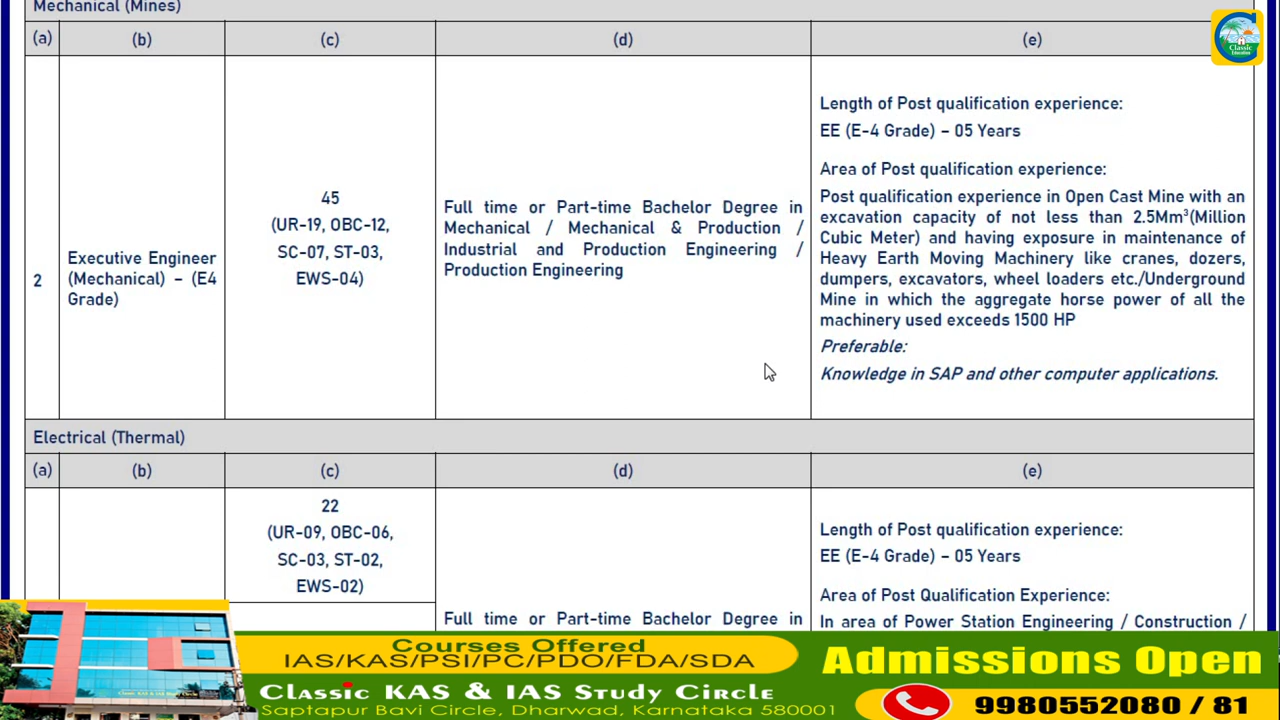 Mechanical (Mines)
(a) (b) (c) (d) (e)
2
Executive Engineer
(Mechanical) – (E4
Grade)
45
(UR-19, OBC-12,
SC-07, ST-03,
EWS-04)
Full time or Part-time Bachelor Degree in
Mechanical / Mechanical & Production /
Industrial and Production Engineering /
Production Engineering
Length of Post qualification experience:
EE (E-4 Grade) – 05 Years
Area of Post qualification experience:
Post qualification experience in Open Cast Mine with an
excavation capacity of not less than 2.5Mm³(Million
Cubic Meter) and having exposure in maintenance of
Heavy Earth Moving Machinery like cranes, dozers,
dumpers, excavators, wheel loaders etc./Underground
Mine in which the aggregate horse power of all the
machinery used exceeds 1500 HP
Preferable:
Knowledge in SAP and other computer applications.
Electrical (Thermal)
(a) (b) (c) (d) (e)
22
(UR-09, OBC-06,
SC-03, ST-02,
EWS-02)
Full time or Part-time Bachelor Degree in
Length of Post qualification experience:
EE (E-4 Grade) – 05 Years
Area of Post Qualification Experience:
In area of Power Station Engineering / Construction /
Classic
Education
Courses Offered
IAS/KAS/PSI/PC/PDO/FDA/SDA
Classic KAS & IAS Study Circle
Saptapur Bavi Circle, Dharwad, Karnataka 580001
Admissions Open
9980552080 / 81